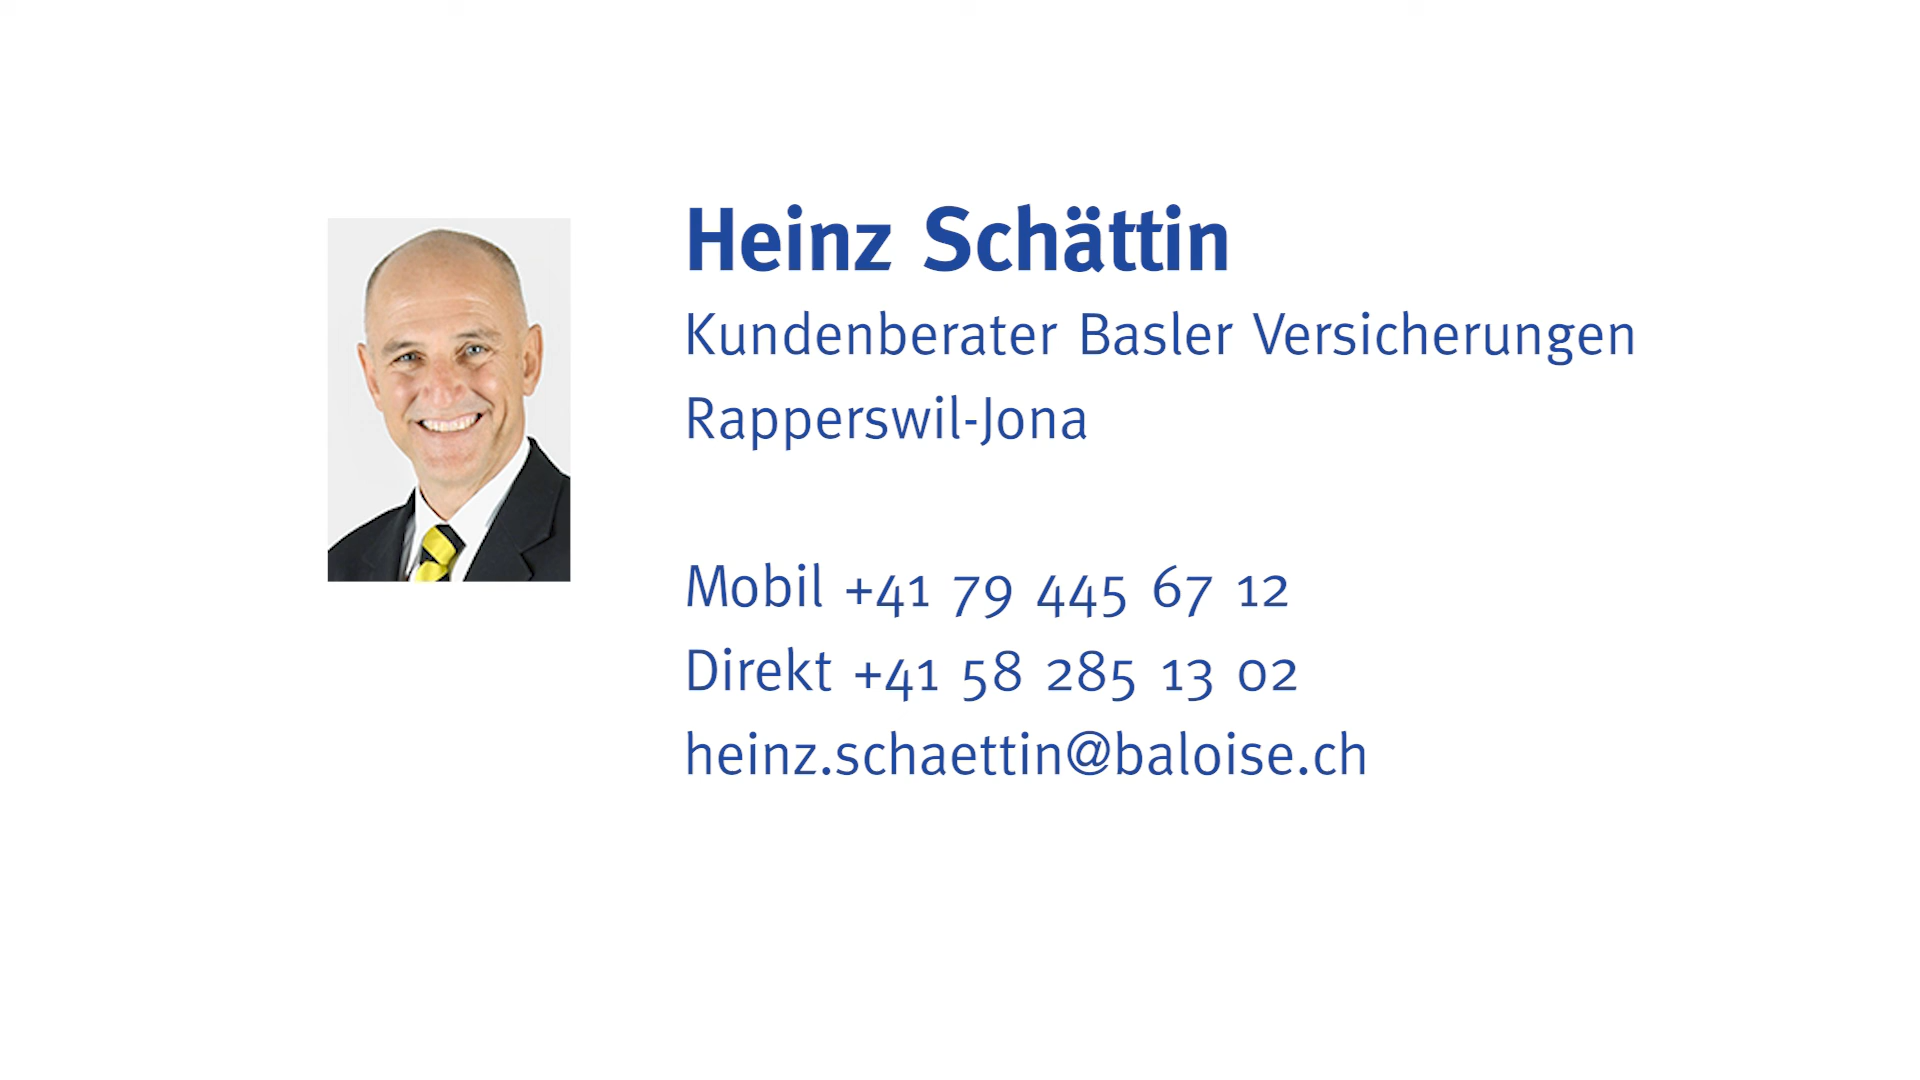 Heinz Schättin
Kundenberater Basler Versicherungen
Rapperswil-Jona
Mobil +41 79 445 67 12
Direkt +41 58 285 13 02
heinz.schaettin@baloise.ch